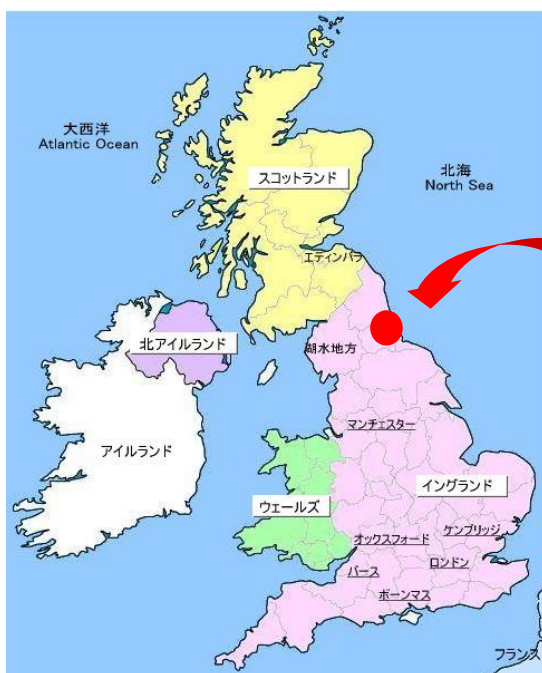 大西洋
Atlantic Ocean
北海
North Sea
スコットランド
エディンバラ
北アイルランド
湖水地方
マンチェスター
アイルランド
イングランド
ウェールズ
ケンブリッジ
オックスフォード
ロンドン
バース
ボーンマス
フランス